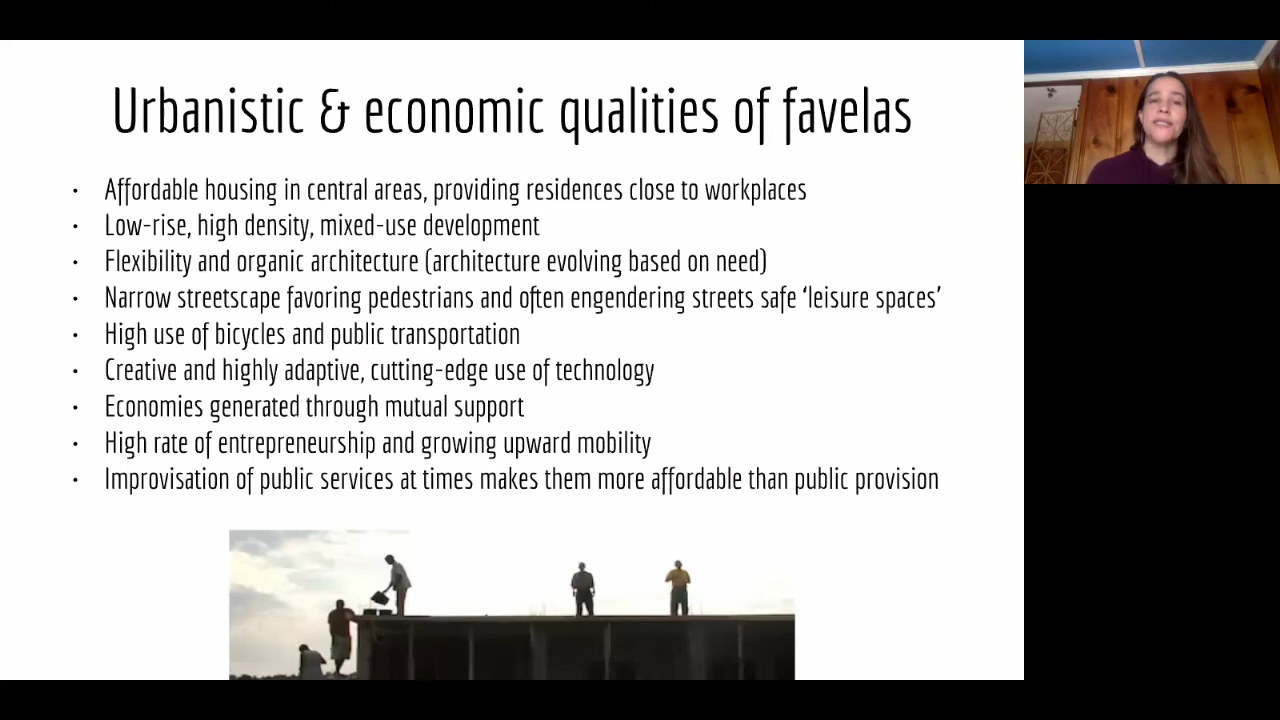 Urbanistic & economic qualities of favelas
• Affordable housing in central areas, providing residences close to workplaces
• Low-rise, high density, mixed-use development
• Flexibility and organic architecture (architecture evolving based on need)
• Narrow streetscape favoring pedestrians and often engendering streets safe ‘leisure spaces’
• High use of bicycles and public transportation
• Creative and highly adaptive, cutting-edge use of technology
• Economies generated through mutual support
• High rate of entrepreneurship and growing upward mobility
• Improvisation of public services at times makes them more affordable than public provision